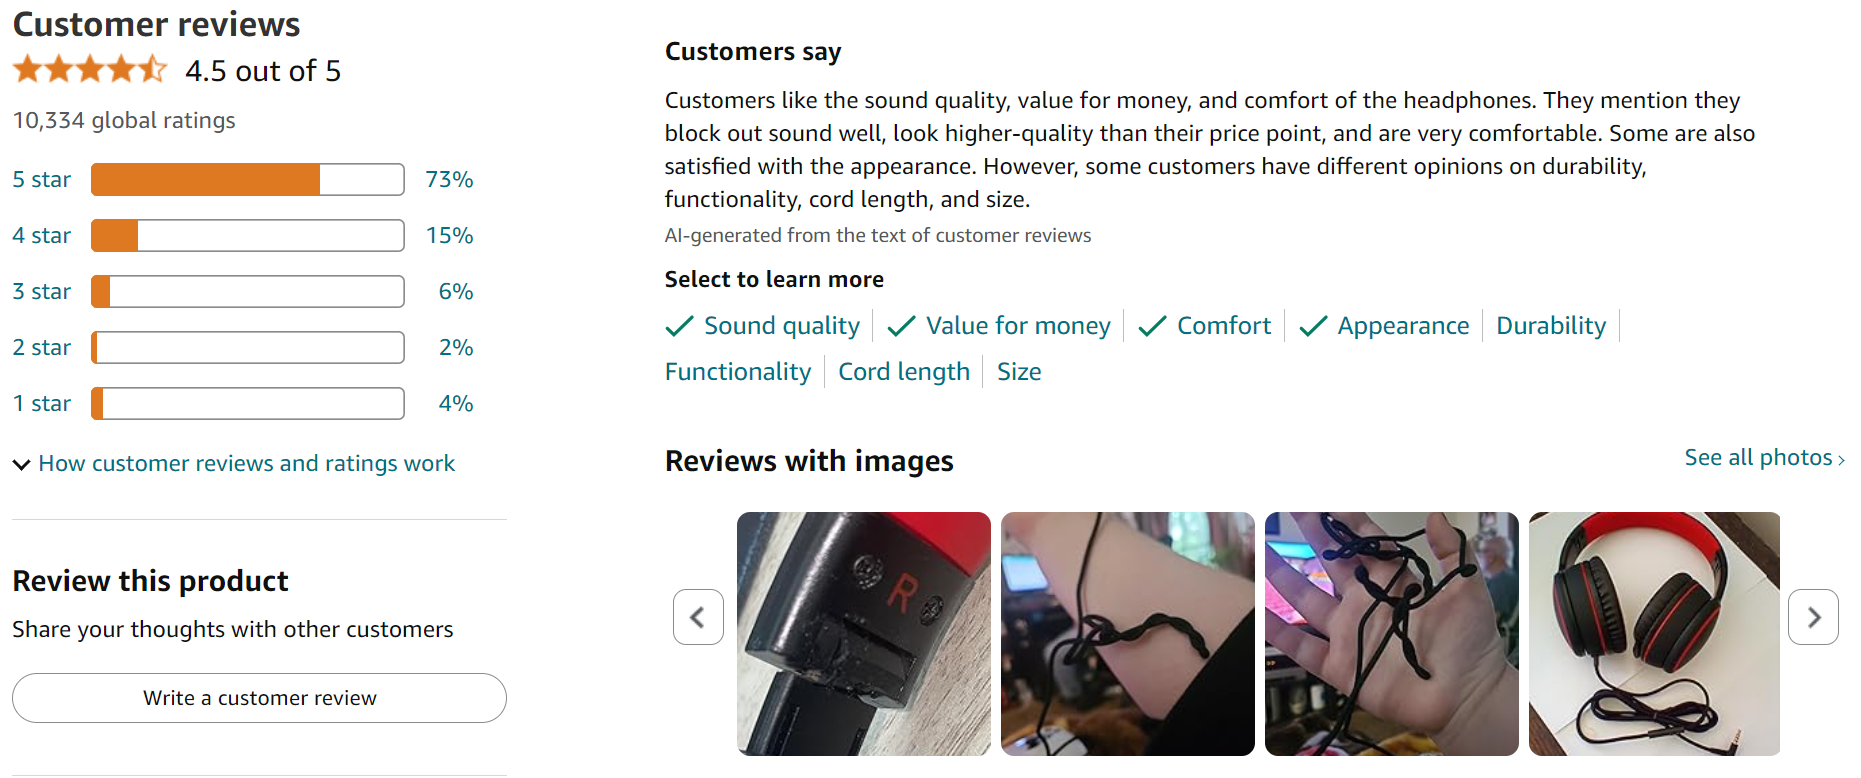 Customer reviews
4.5 out of 5
10,334 global ratings
5 star 73%
4 star 15%
3 star 6%
2 star 2%
1 star 4%
How customer reviews and ratings work
Review this product
Share your thoughts with other customers
Write a customer review
Customers say
Customers like the sound quality, value for money, and comfort of the headphones. They mention they
block out sound well, look higher-quality than their price point, and are very comfortable. Some are also
satisfied with the appearance. However, some customers have different opinions on durability,
functionality, cord length, and size.
AI-generated from the text of customer reviews
Select to learn more
Sound quality Value for money Comfort Appearance Durability
Functionality Cord length Size
Reviews with images
See all photos ›
R